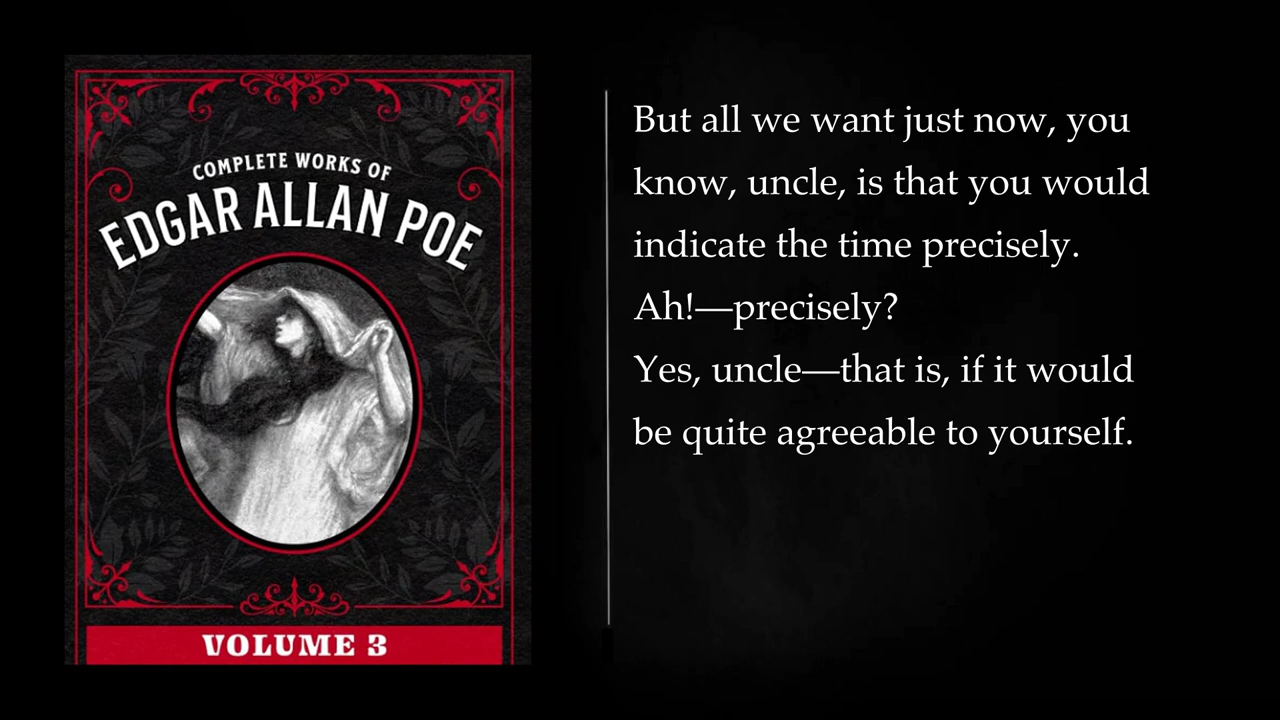 COMPLETE WORKS OF
EDGAR ALLAN POE
VOLUME 3
But all we want just now, you
know, uncle, is that you would
indicate the time precisely.
Ah!—precisely?
Yes, uncle—that is, if it would
be quite agreeable to yourself.